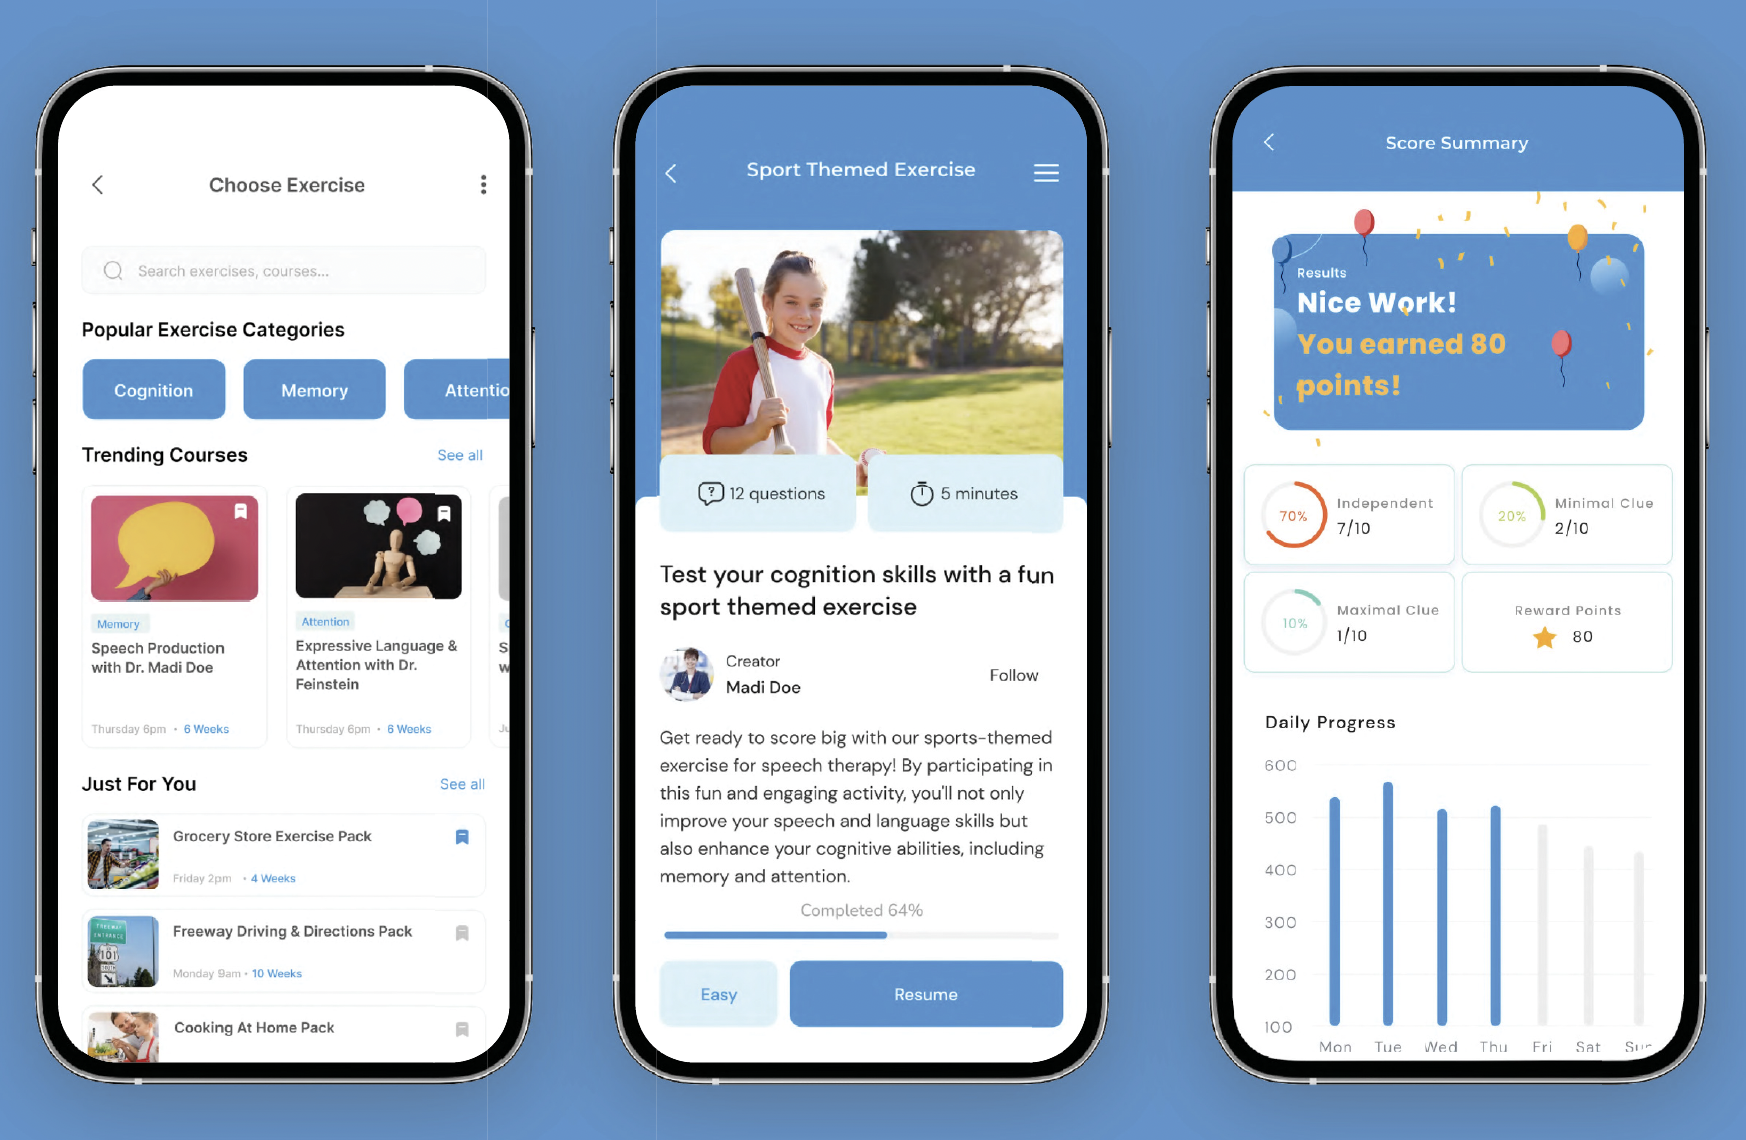 Choose Exercise
Search exercises, courses...
Popular Exercise Categories
Cognition
Memory
Attentio
Trending Courses
See all
Memory
Speech Production
with Dr. Madi Doe
Thursday 6pm • 6 Weeks
Attention
Expressive Language &
Attention with Dr.
Feinstein
Thursday 6pm • 6 Weeks
Just For You
See all
Grocery Store Exercise Pack
Friday 2pm • 4 Weeks
FREEWAY
ENTRANCE
101
Freeway Driving & Directions Pack
Monday 9am • 10 Weeks
Cooking At Home Pack
Sport Themed Exercise
12 questions
5 minutes
Test your cognition skills with a fun
sport themed exercise
Creator
Madi Doe
Follow
Get ready to score big with our sports-themed
exercise for speech therapy! By participating in
this fun and engaging activity, you'll not only
improve your speech and language skills but
also enhance your cognitive abilities, including
memory and attention.
Completed 64%
Easy
Resume
Score Summary
Results
Nice Work!
You earned 80
points!
70%
Independent
7/10
20%
Minimal Clue
2/10
10%
Maximal Clue
1/10
Reward Points
80
Daily Progress
600
500
400
300
200
100
Mon Tue Wed Thu Fri Sat Sun